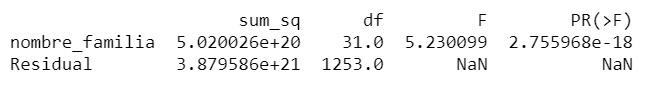 sum_sq df F PR(>F)
nombre_familia 5.020026e+20 31.0 5.230099 2.755968e-18
Residual 3.879586e+21 1253.0 NaN NaN